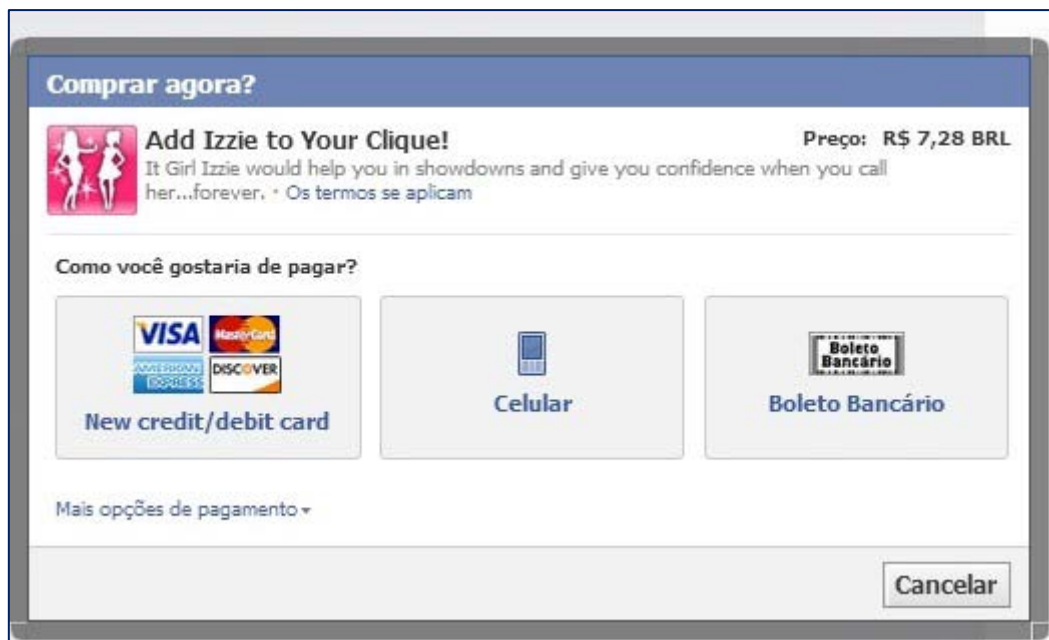 Comprar agora?
Add Izzie to Your Clique!
Preço: R$ 7,28 BRL
It Girl Izzie would help you in showdowns and give you confidence when you call
her...forever. · Os termos se aplicam
Como você gostaria de pagar?
VISA MasterCard
AMERICAN EXPRESS DISCOVER
New credit/debit card
Celular
Boleto
Bancário
Boleto Bancário
Mais opções de pagamento
Cancelar